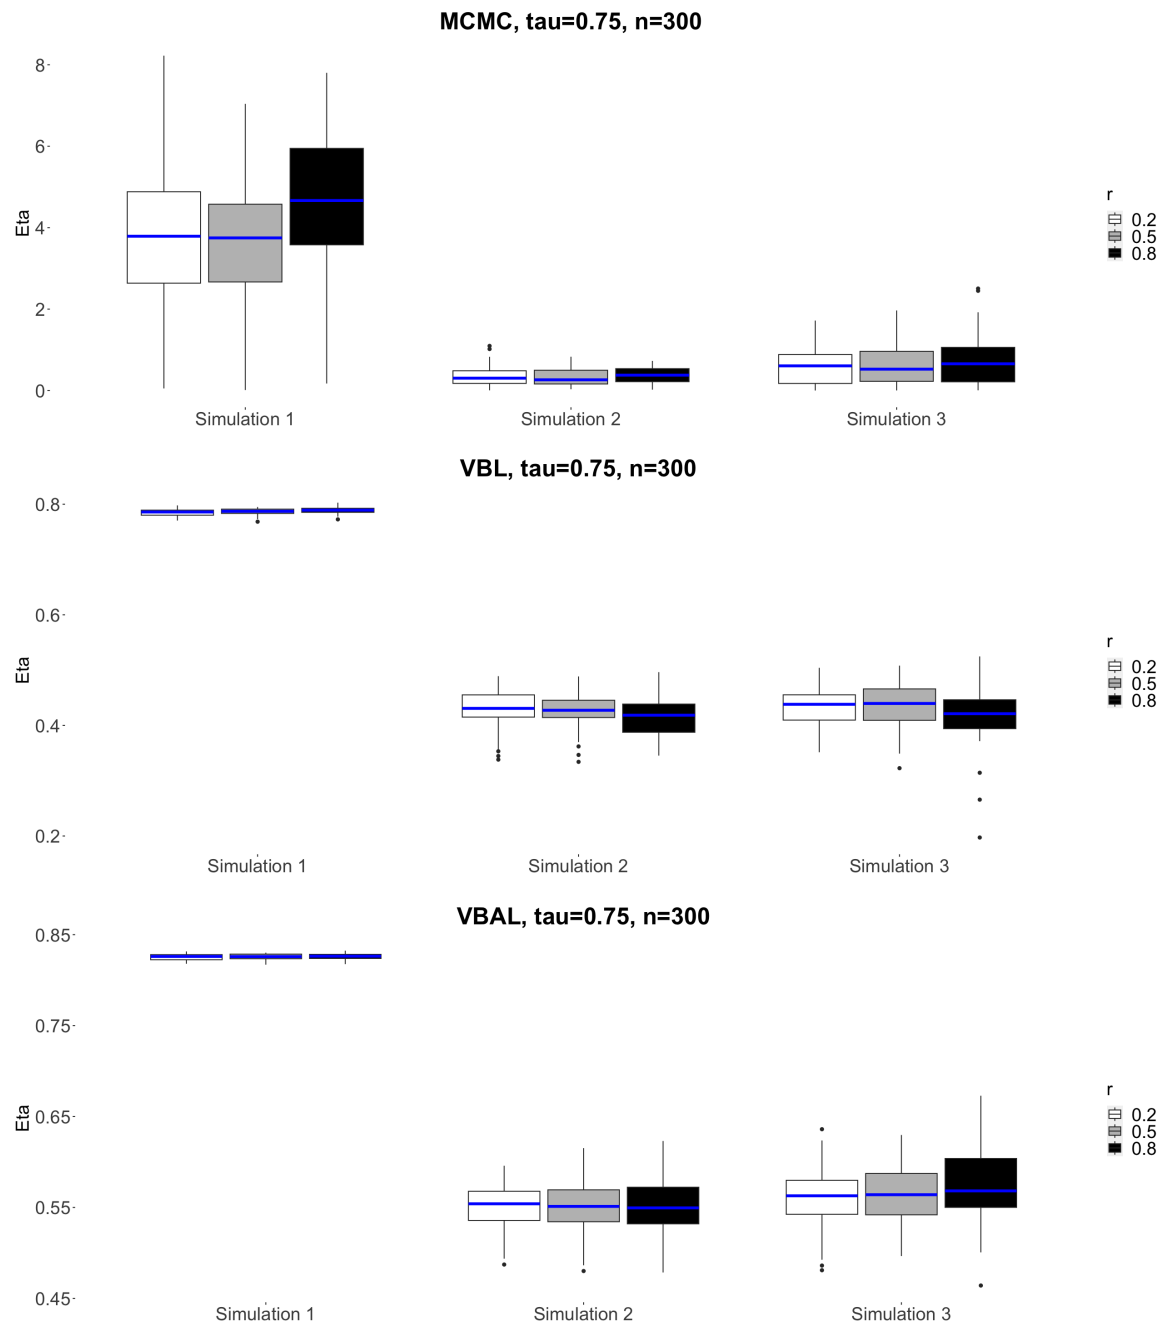 MCMC, tau=0.75, n=300
8
6
4
2
0
Eta
Simulation 1
Simulation 2
Simulation 3
r
0.2
0.5
0.8
VBL, tau=0.75, n=300
0.8
0.6
0.4
0.2
Eta
Simulation 1
Simulation 2
Simulation 3
r
0.2
0.5
0.8
VBAL, tau=0.75, n=300
0.85
0.75
0.65
0.55
0.45
Eta
Simulation 1
Simulation 2
Simulation 3
r
0.2
0.5
0.8